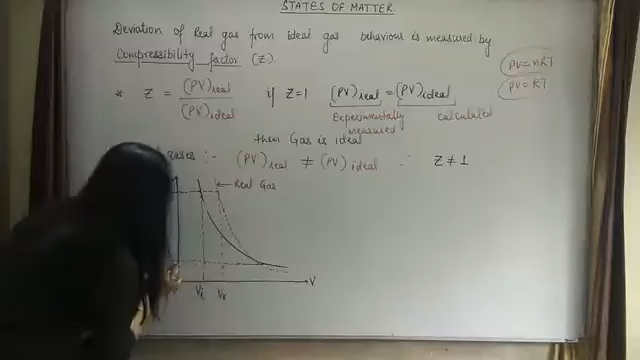 STATES OF MATTER.
Deviation of Real gas from ideal gas behaviour is measured by
Compressibility factor (Z).
PV=nRT
PV = RT
* Z = (PV)real / (PV)ideal if Z=1 (PV)real = (PV)ideal
Experimentally measured calculated
then Gas is ideal
:- (PV)real ≠ (PV)ideal ∴ Z ≠ 1
Real Gas
V
Vi Vr